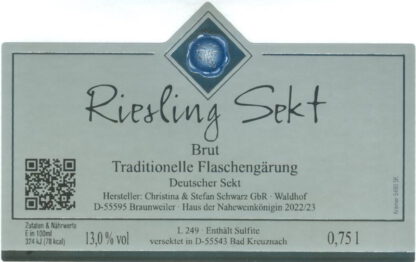 Riesling Sekt
Brut
Traditionelle Flaschengärung
Deutscher Sekt
Hersteller: Christina & Stefan Schwarz GbR · Waldhof
D-55595 Braunweiler · Haus der Naheweinkönigin 2022/23
Zutaten & Nährwerte
E in 100ml
324 kJ (78 kcal)
13,0 % vol
L 249 · Enthält Sulfite
versektet in D-55543 Bad Kreuznach
0,75 l